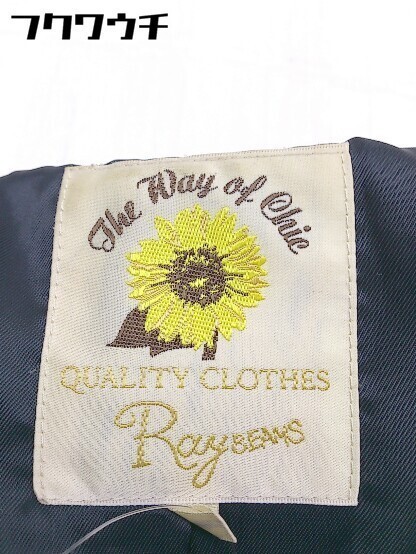 フクワウチ
The Way of Chic
QUALITY CLOTHES
Ray BEAMS